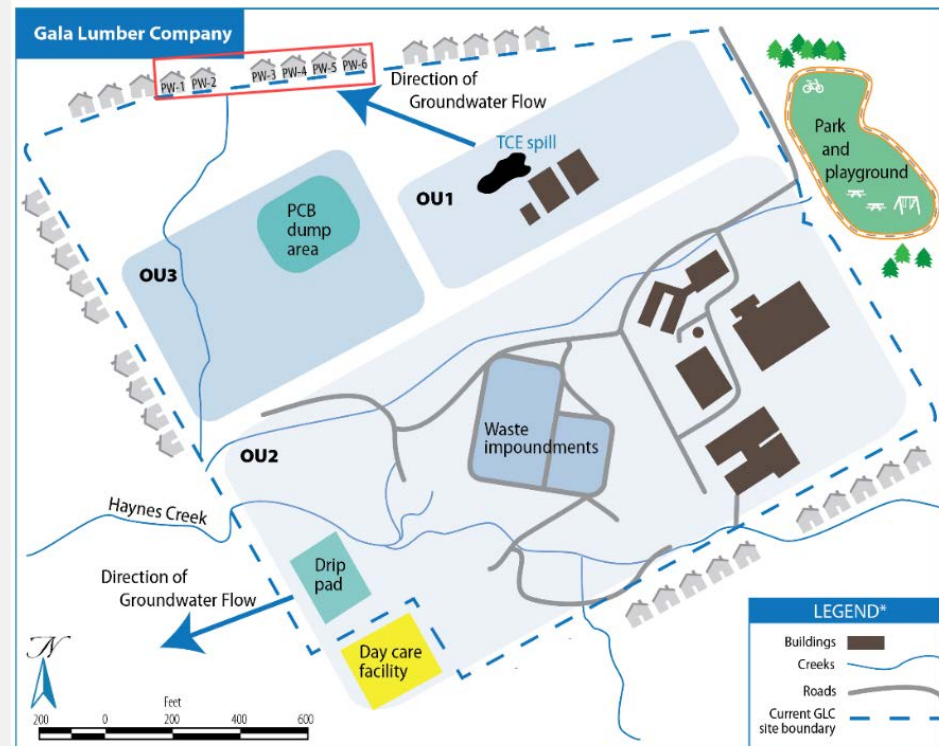 Gala Lumber Company
PW-1
PW-2
PW-3
PW-4
PW-5
PW-6
Direction of
Groundwater Flow
TCE spill
OU1
Park
and
playground
PCB
dump
area
OU3
Waste
impoundments
OU2
Haynes Creek
Drip
pad
Direction of
Groundwater Flow
Day care
facility
N
Feet
200 0 200 400 600
LEGEND*
Buildings
Creeks
Roads
Current GLC
site boundary